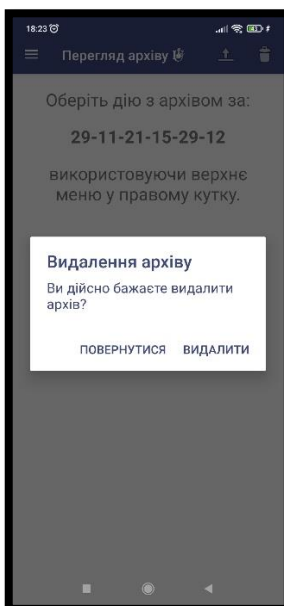 18:23
Перегляд архіву
Оберіть дію з архівом за:
29-11-21-15-29-12
використовуючи верхнє
меню у правому кутку.
Видалення архіву
Ви дійсно бажаєте видалити
архів?
ПОВЕРНУТИСЯ ВИДАЛИТИ